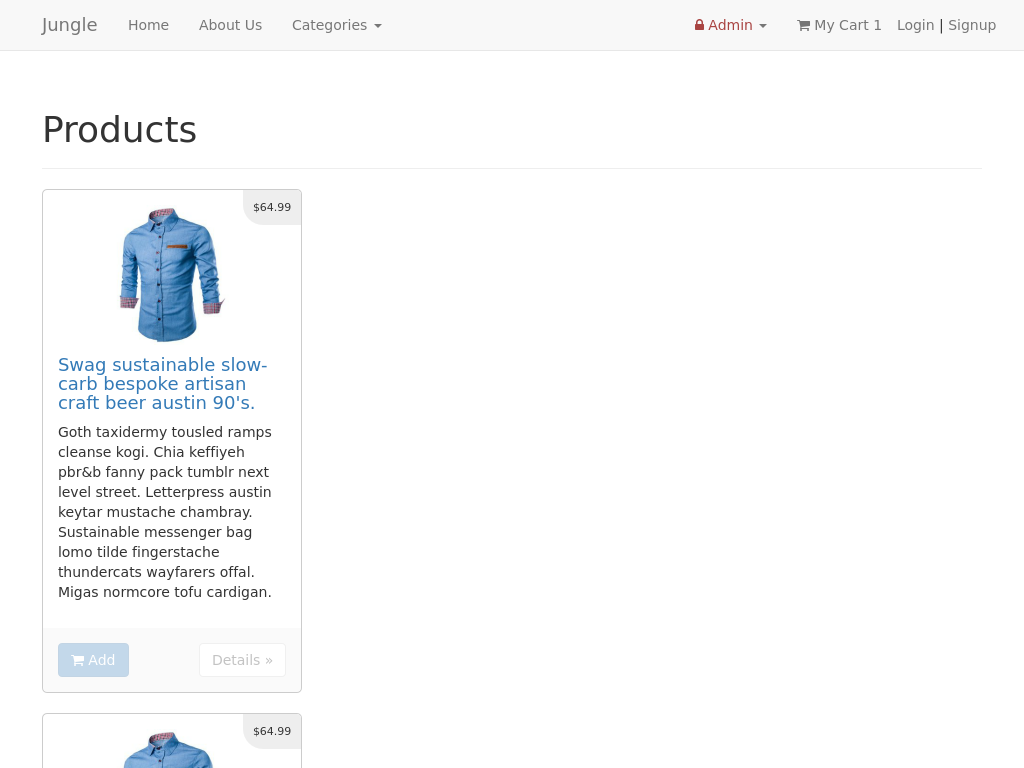 Jungle Home About Us Categories Admin My Cart 1 Login | Signup
Products
$64.99
Swag sustainable slow-
carb bespoke artisan
craft beer austin 90's.
Goth taxidermy tousled ramps
cleanse kogi. Chia keffiyeh
pbr&b fanny pack tumblr next
level street. Letterpress austin
keytar mustache chambray.
Sustainable messenger bag
lomo tilde fingerstache
thundercats wayfarers offal.
Migas normcore tofu cardigan.
Add Details »
$64.99